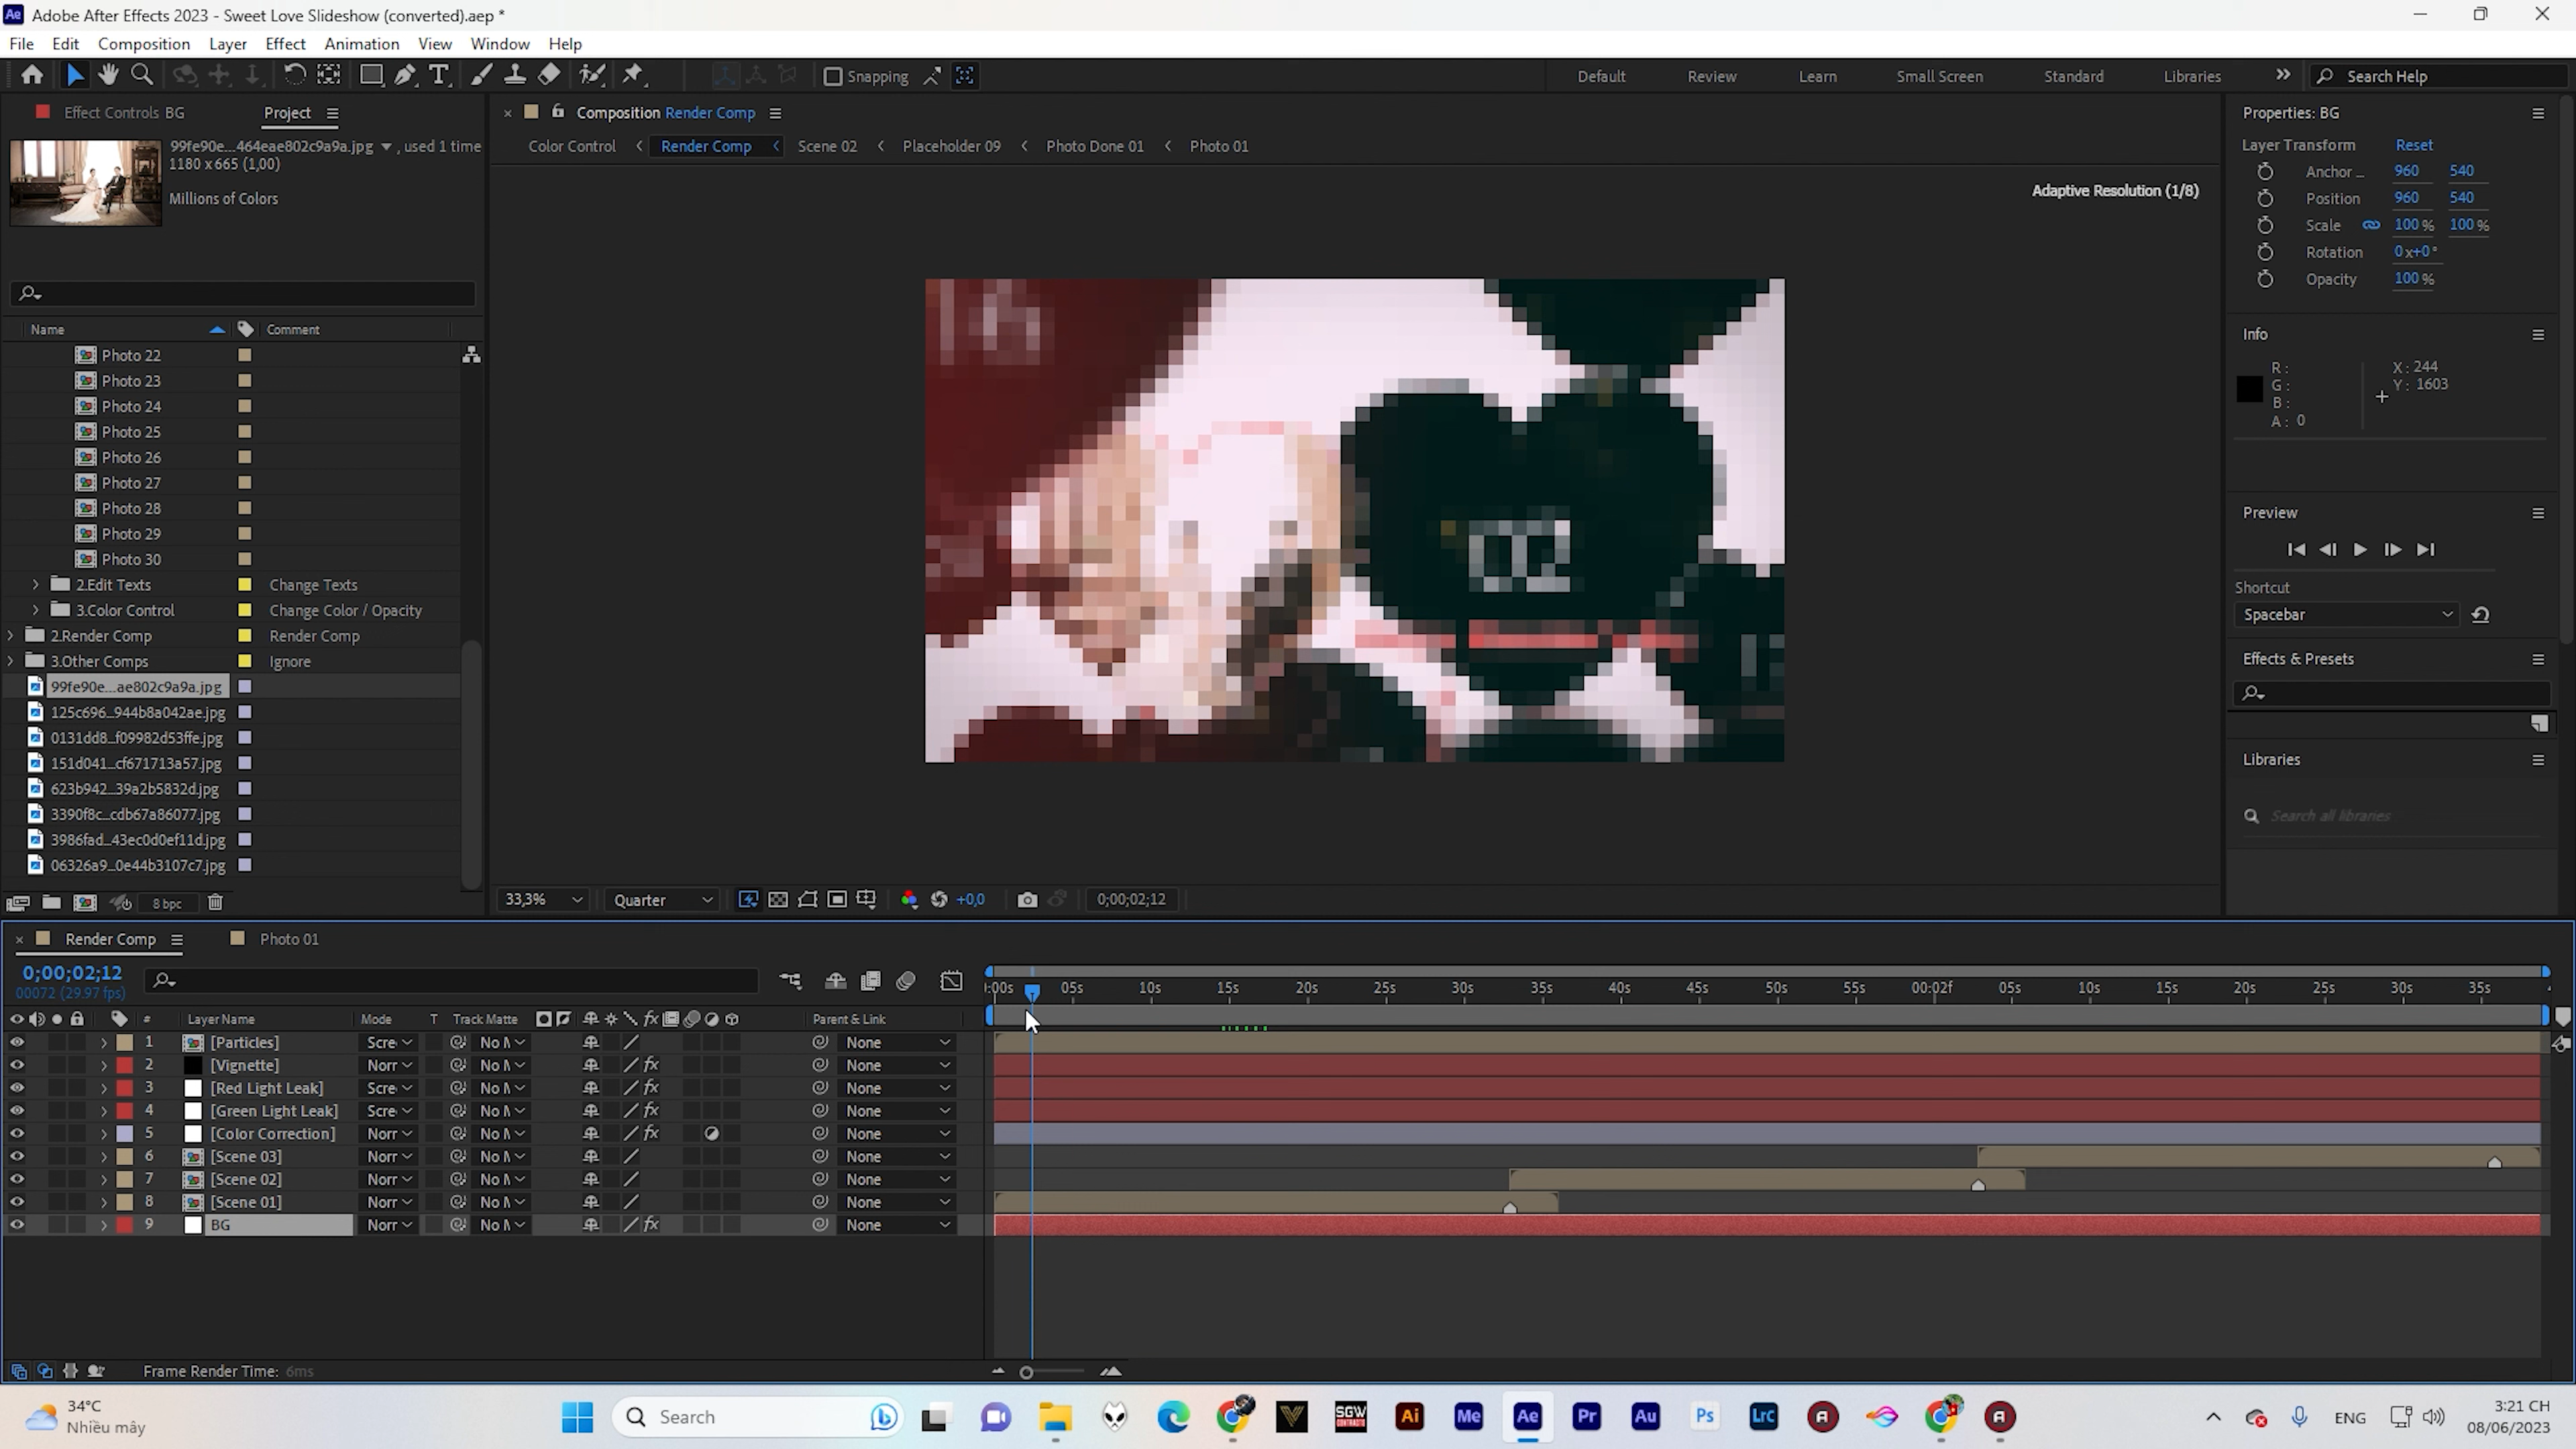 Adobe After Effects 2023 - Sweet Love Slideshow (converted).aep *
File Edit Composition Layer Effect Animation View Window Help
Snapping
Default Review Learn Small Screen Standard Libraries Search Help
Effect Controls BG Project
99fe90e...464eae802c9a9a.jpg , used 1 time
1180 x 665 (1,00)
Millions of Colors
Name Comment
Photo 22
Photo 23
Photo 24
Photo 25
Photo 26
Photo 27
Photo 28
Photo 29
Photo 30
2.Edit Texts Change Texts
3.Color Control Change Color / Opacity
2.Render Comp Render Comp
3.Other Comps Ignore
99fe90e...ae802c9a9a.jpg
125c696...944b8a042ae.jpg
0131dd8...f09982d53ffe.jpg
151d041...cf671713a57.jpg
623b942...39a2b5832d.jpg
3390f8c...cdb67a86077.jpg
3986fad...43ec0d0ef11d.jpg
06326a9...0e44b3107c7.jpg
8 bpc
Composition Render Comp
Color Control Render Comp Scene 02 Placeholder 09 Photo Done 01 Photo 01
Adaptive Resolution (1/8)
02
33,3% Quarter +0,0 0;00;02;12
Properties: BG
Layer Transform Reset
Anchor ... 960 540
Position 960 540
Scale 100 % 100 %
Rotation 0x+0°
Opacity 100 %
Info
R :
G :
B :
A : 0
X : 244
Y : 1603
Preview
Shortcut
Spacebar
Effects & Presets
Libraries
Search all libraries
Render Comp Photo 01
0;00;02;12
00072 (29.97 fps)
):00s 05s 10s 15s 20s 25s 30s 35s 40s 45s 50s 55s 00:02f 05s 10s 15s 20s 25s 30s 35s
# Layer Name Mode T Track Matte Parent & Link
1 [Particles] Scre No M None
2 [Vignette] Norr No M None
3 [Red Light Leak] Scre No M None
4 [Green Light Leak] Scre No M None
5 [Color Correction] Norr No M None
6 [Scene 03] Norr No M None
7 [Scene 02] Norr No M None
8 [Scene 01] Norr No M None
9 BG Norr No M None
Frame Render Time: 6ms
34°C
Nhiều mây
Search
SGW
CONTRACTS
Ai Me Ae Pr Au Ps Lrc
ENG
3:21 CH
08/06/2023